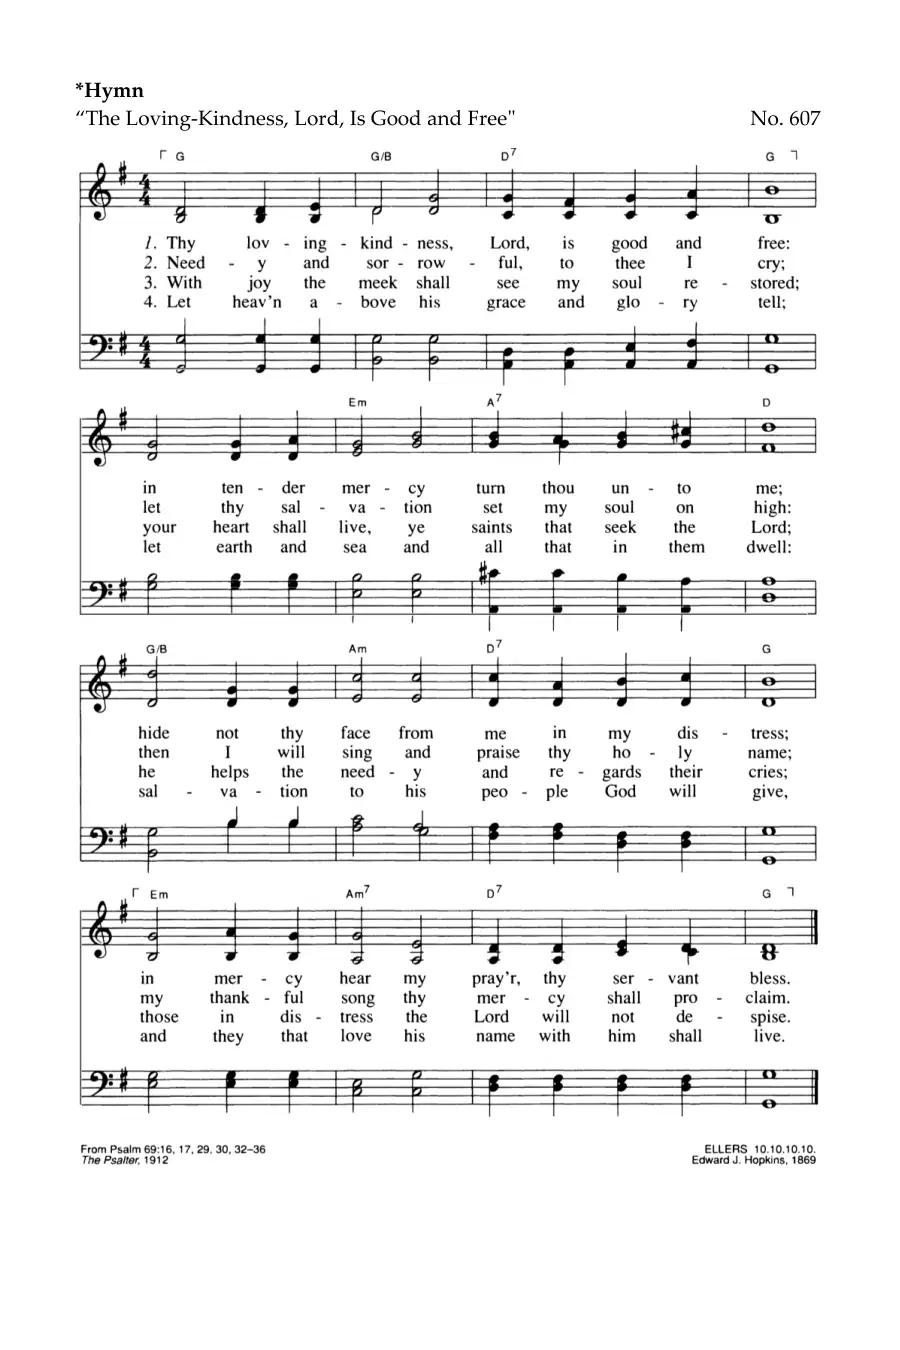 *Hymn
“The Loving-Kindness, Lord, Is Good and Free" No. 607
G G/B D7 G
4 4
1. Thy lov - ing - kind - ness, Lord, is good and free:
2. Need - y and sor - row - ful, to thee I cry;
3. With joy the meek shall see my soul re - stored;
4. Let heav'n a - bove his grace and glo - ry tell;
4 4
Em A7 D
in ten - der mer - cy turn thou un - to me;
let thy sal - va - tion set my soul on high:
your heart shall live, ye saints that seek the Lord;
let earth and sea and all that in them dwell:
G/B Am D7 G
hide not thy face from me in my dis - tress;
then I will sing and praise thy ho - ly name;
he helps the need - y and re - gards their cries;
sal - va - tion to his peo - ple God will give,
Em Am7 D7 G
in mer - cy hear my pray'r, thy ser - vant bless.
my thank - ful song thy mer - cy shall pro - claim.
those in dis - tress the Lord will not de - spise.
and they that love his name with him shall live.
From Psalm 69:16, 17, 29, 30, 32–36 ELLERS 10.10.10.10.
The Psalter, 1912 Edward J. Hopkins, 1869